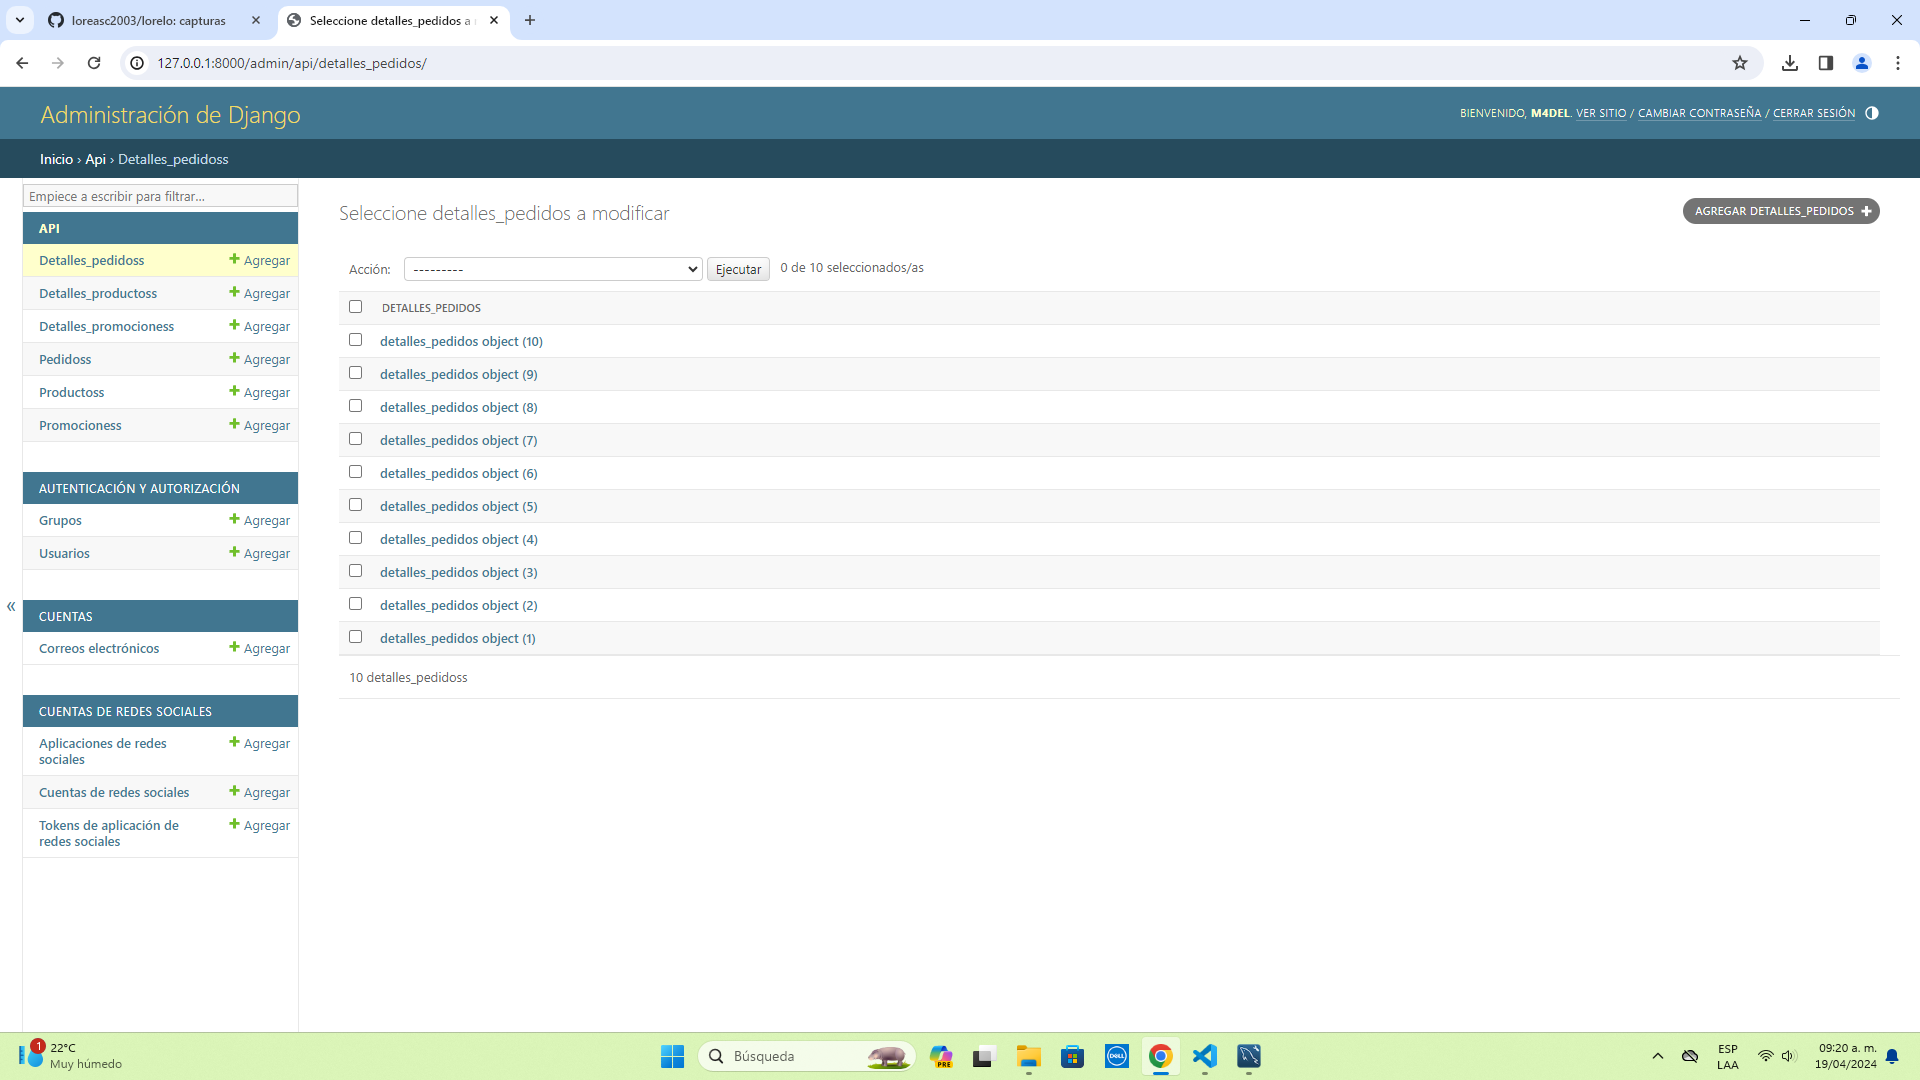 loreasc2003/lorelo: capturas
Seleccione detalles_pedidos a
127.0.0.1:8000/admin/api/detalles_pedidos/
Administración de Django
BIENVENIDO, M4DEL. VER SITIO / CAMBIAR CONTRASEÑA / CERRAR SESIÓN
Inicio › Api › Detalles_pedidoss
Empiece a escribir para filtrar...
API
Detalles_pedidoss Agregar
Detalles_productoss Agregar
Detalles_promocioness Agregar
Pedidoss Agregar
Productoss Agregar
Promocioness Agregar
AUTENTICACIÓN Y AUTORIZACIÓN
Grupos Agregar
Usuarios Agregar
CUENTAS
Correos electrónicos Agregar
CUENTAS DE REDES SOCIALES
Aplicaciones de redes sociales Agregar
Cuentas de redes sociales Agregar
Tokens de aplicación de redes sociales Agregar
Seleccione detalles_pedidos a modificar
AGREGAR DETALLES_PEDIDOS
Acción: --------- Ejecutar 0 de 10 seleccionados/as
DETALLES_PEDIDOS
detalles_pedidos object (10)
detalles_pedidos object (9)
detalles_pedidos object (8)
detalles_pedidos object (7)
detalles_pedidos object (6)
detalles_pedidos object (5)
detalles_pedidos object (4)
detalles_pedidos object (3)
detalles_pedidos object (2)
detalles_pedidos object (1)
10 detalles_pedidoss
1
22°C
Muy húmedo
Búsqueda
PRE
DELL
ESP
LAA
09:20 a. m.
19/04/2024